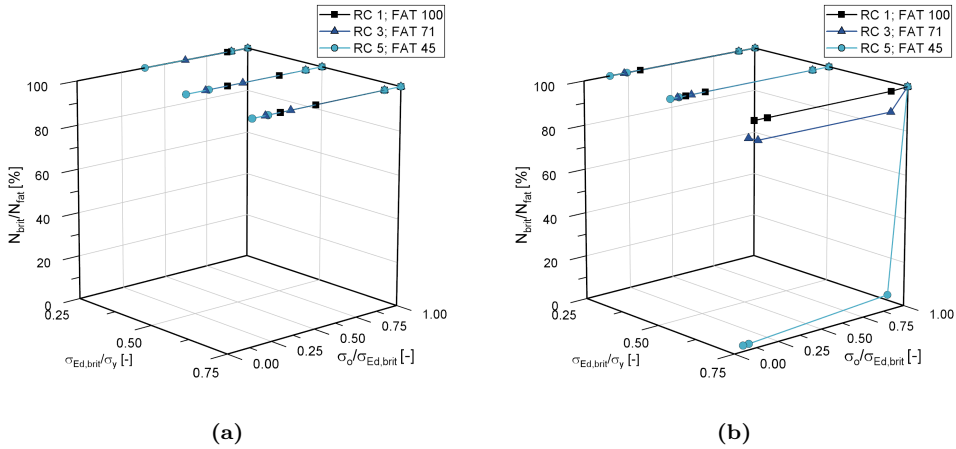 RC 1; FAT 100
RC 3; FAT 71
RC 5; FAT 45
100
80
60
40
20
0
N_brit/N_fat [%]
0.25
0.50
0.75
σ_Ed,brit/σ_y [-]
0.00
0.25
0.50
0.75
1.00
σ_o/σ_Ed,brit [-]
(a)
RC 1; FAT 100
RC 3; FAT 71
RC 5; FAT 45
100
80
60
40
20
0
N_brit/N_fat [%]
0.25
0.50
0.75
σ_Ed,brit/σ_y [-]
0.00
0.25
0.50
0.75
1.00
σ_o/σ_Ed,brit [-]
(b)